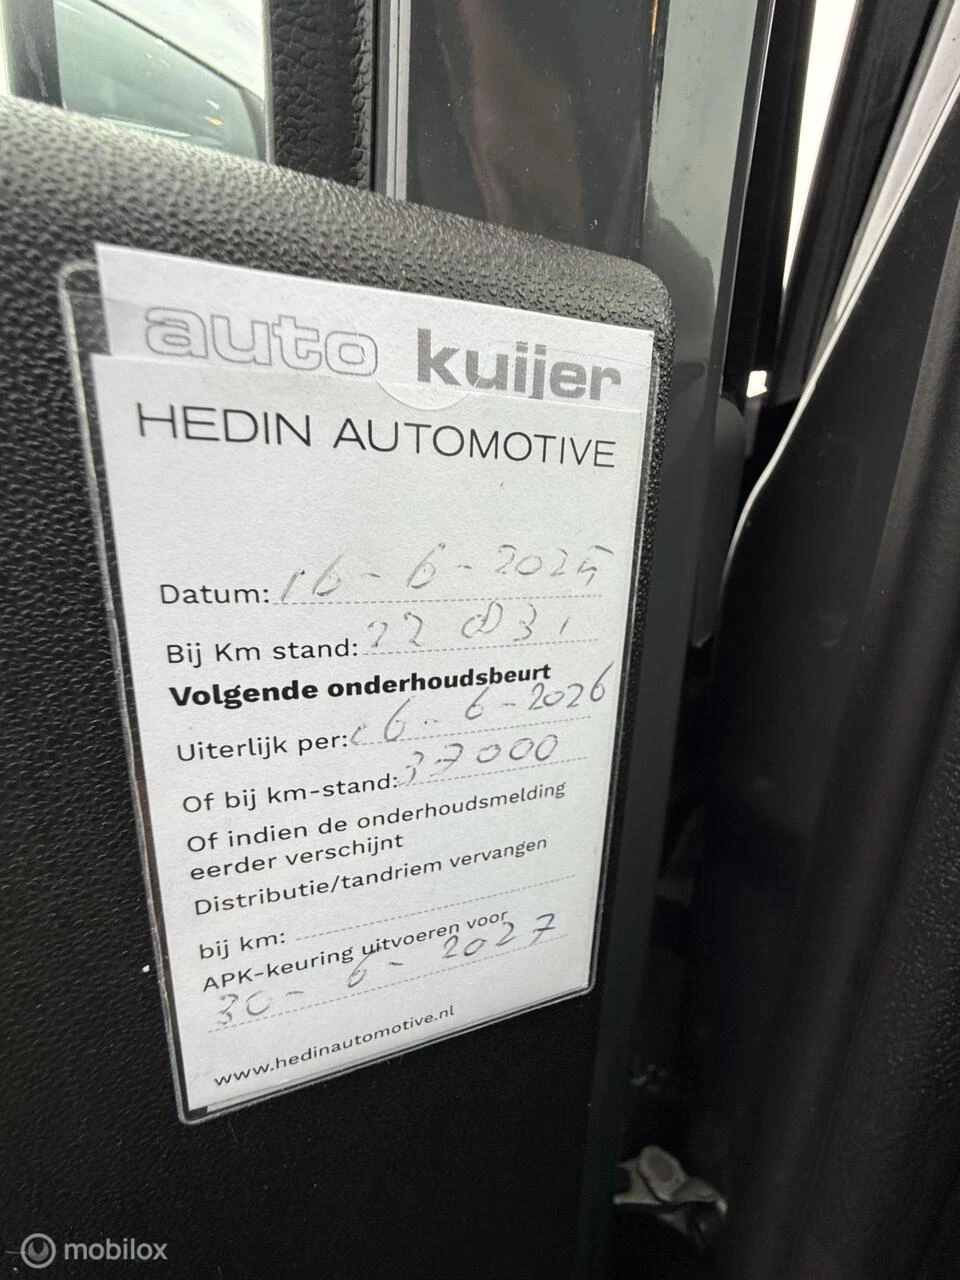 auto kuijer
HEDIN AUTOMOTIVE
Datum: 16-6-2025
Bij Km stand: 22 831
Volgende onderhoudsbeurt
Uiterlijk per: 16-6-2026
Of bij km-stand: 37000
Of indien de onderhoudsmelding
eerder verschijnt
Distributie/tandriem vervangen
bij km:
APK-keuring uitvoeren voor
30-6-2027
www.hedinautomotive.nl
mobilox